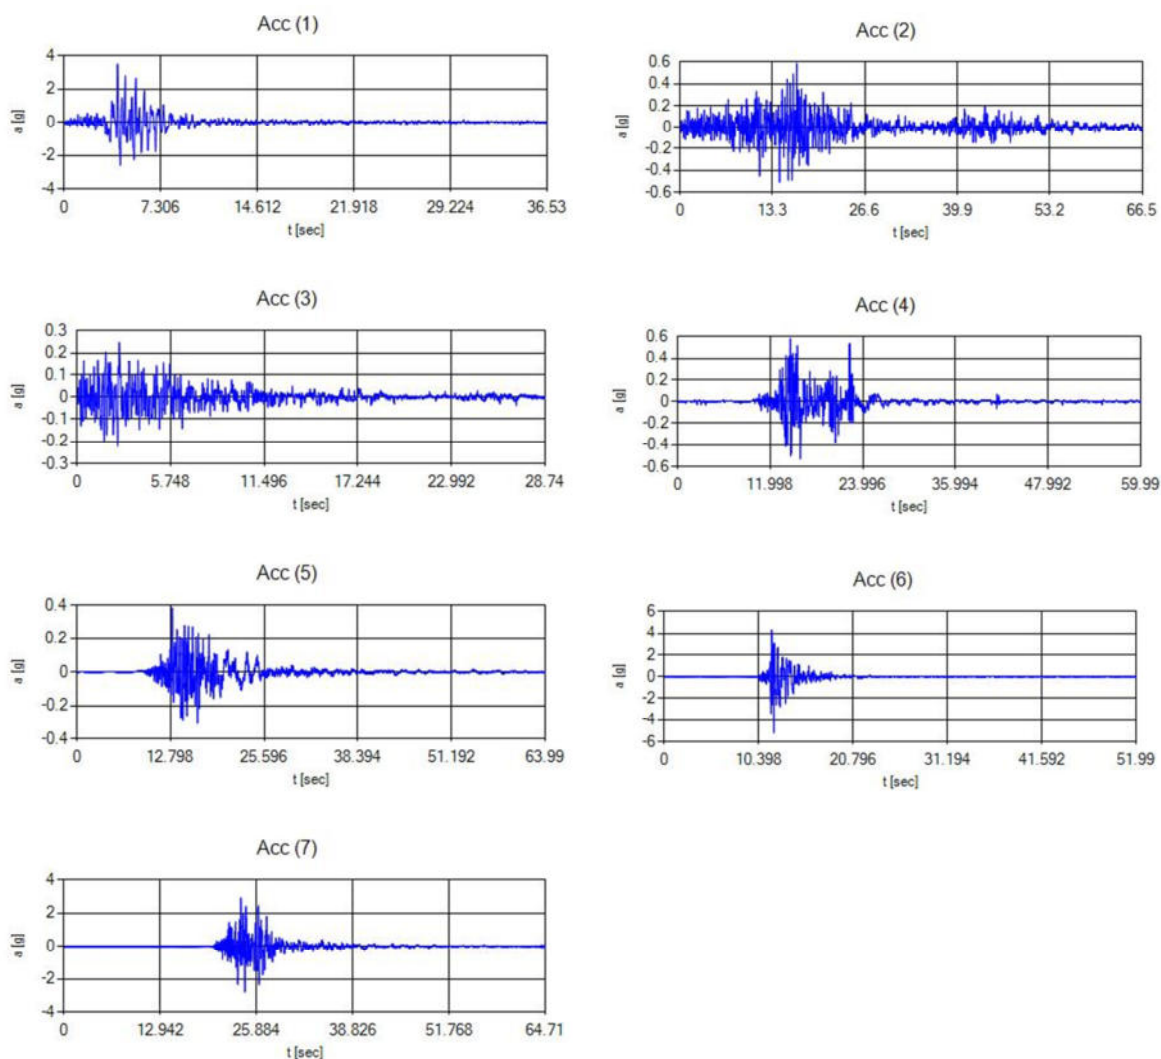 Acc (1)
4
2
0
-2
-4
a [g]
0 7.306 14.612 21.918 29.224 36.53
t [sec]
Acc (2)
0.6
0.4
0.2
0
-0.2
-0.4
-0.6
a [g]
0 13.3 26.6 39.9 53.2 66.5
t [sec]
Acc (3)
0.3
0.2
0.1
0
-0.1
-0.2
-0.3
a [g]
0 5.748 11.496 17.244 22.992 28.74
t [sec]
Acc (4)
0.6
0.4
0.2
0
-0.2
-0.4
-0.6
a [g]
0 11.998 23.996 35.994 47.992 59.99
t [sec]
Acc (5)
0.4
0.2
0
-0.2
-0.4
a [g]
0 12.798 25.596 38.394 51.192 63.99
t [sec]
Acc (6)
6
4
2
0
-2
-4
-6
a [g]
0 10.398 20.796 31.194 41.592 51.99
t [sec]
Acc (7)
4
2
0
-2
-4
a [g]
0 12.942 25.884 38.826 51.768 64.71
t [sec]